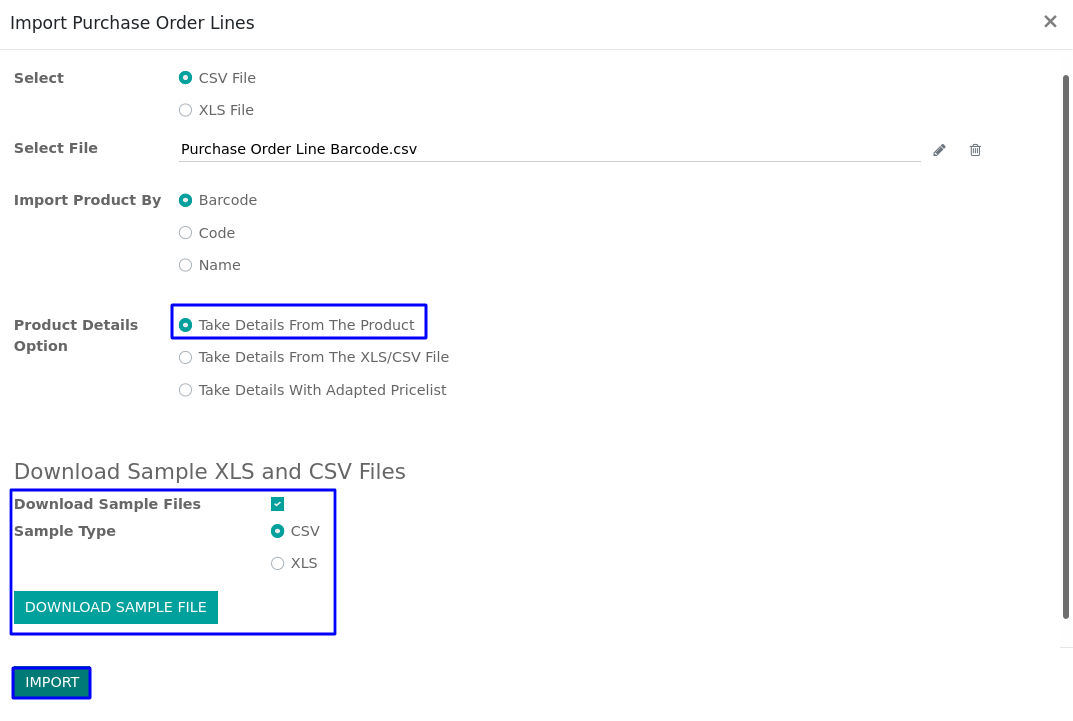 Import Purchase Order Lines
Select
CSV File
XLS File
Select File
Purchase Order Line Barcode.csv
Import Product By
Barcode
Code
Name
Product Details
Option
Take Details From The Product
Take Details From The XLS/CSV File
Take Details With Adapted Pricelist
Download Sample XLS and CSV Files
Download Sample Files
Sample Type
CSV
XLS
DOWNLOAD SAMPLE FILE
IMPORT